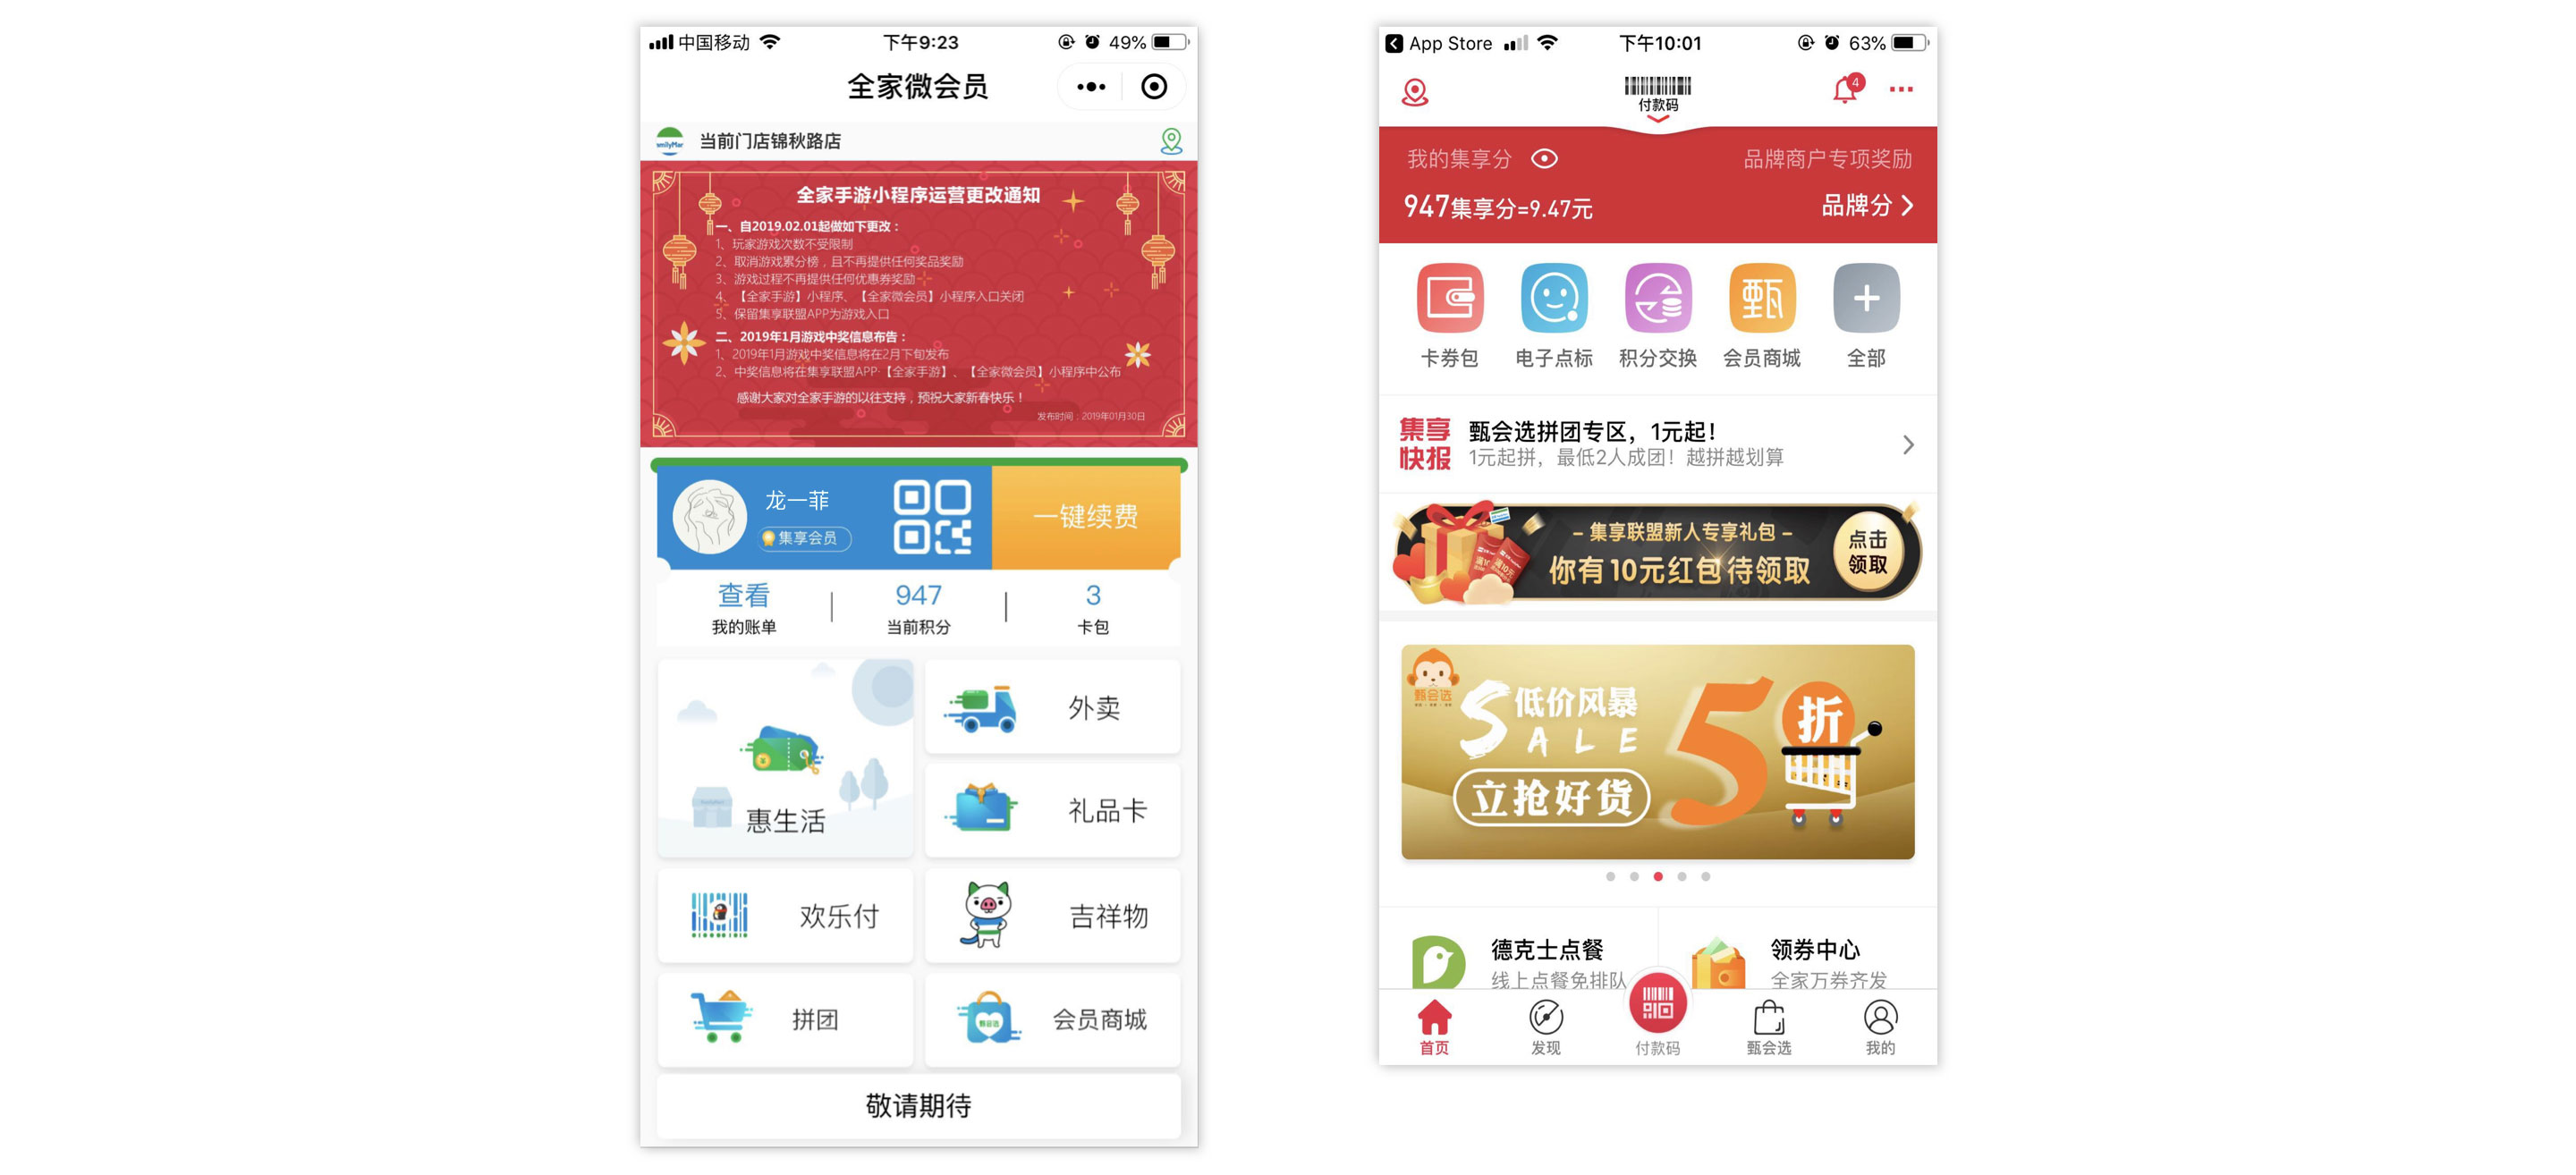 中国移动
下午9:23
49%
全家微会员
当前门店锦秋路店
全家手游小程序运营更改通知
一、自2019.02.01起做如下更改：
1、玩家游戏次数不受限制
2、取消游戏累分榜，且不再提供任何奖品奖励
3、游戏过程不再提供任何优惠券奖励
4、【全家手游】小程序、【全家微会员】小程序入口关闭
5、保留集享联盟APP为游戏入口
二、2019年1月游戏中奖信息布告：
1、2019年1月游戏中奖信息将在2月下旬发布
2、中奖信息将在集享联盟APP·【全家手游】、【全家微会员】小程序中公布
感谢大家对全家手游的以往支持，预祝大家新春快乐！
发布时间：2019年01月30日
龙一菲
集享会员
一键续费
查看
947
3
我的账单
当前积分
卡包
惠生活
外卖
礼品卡
欢乐付
吉祥物
拼团
甄会选
会员商城
敬请期待
App Store
下午10:01
63%
付款码
4
我的集享分
品牌商户专项奖励
947集享分=9.47元
品牌分
卡券包
电子点标
积分交换
甄
会员商城
全部
集享
快报
甄会选拼团专区，1元起！
1元起拼，最低2人成团！越拼越划算
- 集享联盟新人专享礼包 -
你有10元红包待领取
点击
领取
甄会选
低价风暴
SALE
立抢好货
5折
德克士点餐
线上点餐免排队
领券中心
全家万券齐发
首页
发现
付款码
甄会选
我的